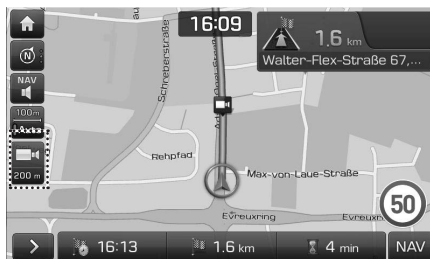 16:09
1.6 km
Walter-Flex-Straße 67,...
N
NAV
100m
Auto
200 m
Schreberstraße
Rehpfad
Max-von-Laue-Straße
Evreuxring
50
16:13
1.6 km
4 min
NAV